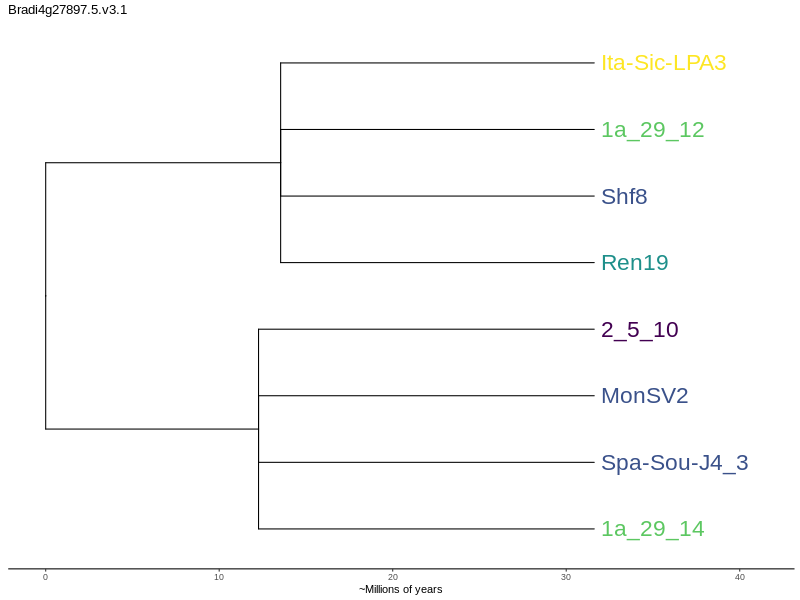 Bradi4g27897.5.v3.1
Ita-Sic-LPA3
1a_29_12
Shf8
Ren19
2_5_10
MonSV2
Spa-Sou-J4_3
1a_29_14
0 10 20 30 40
~Millions of years